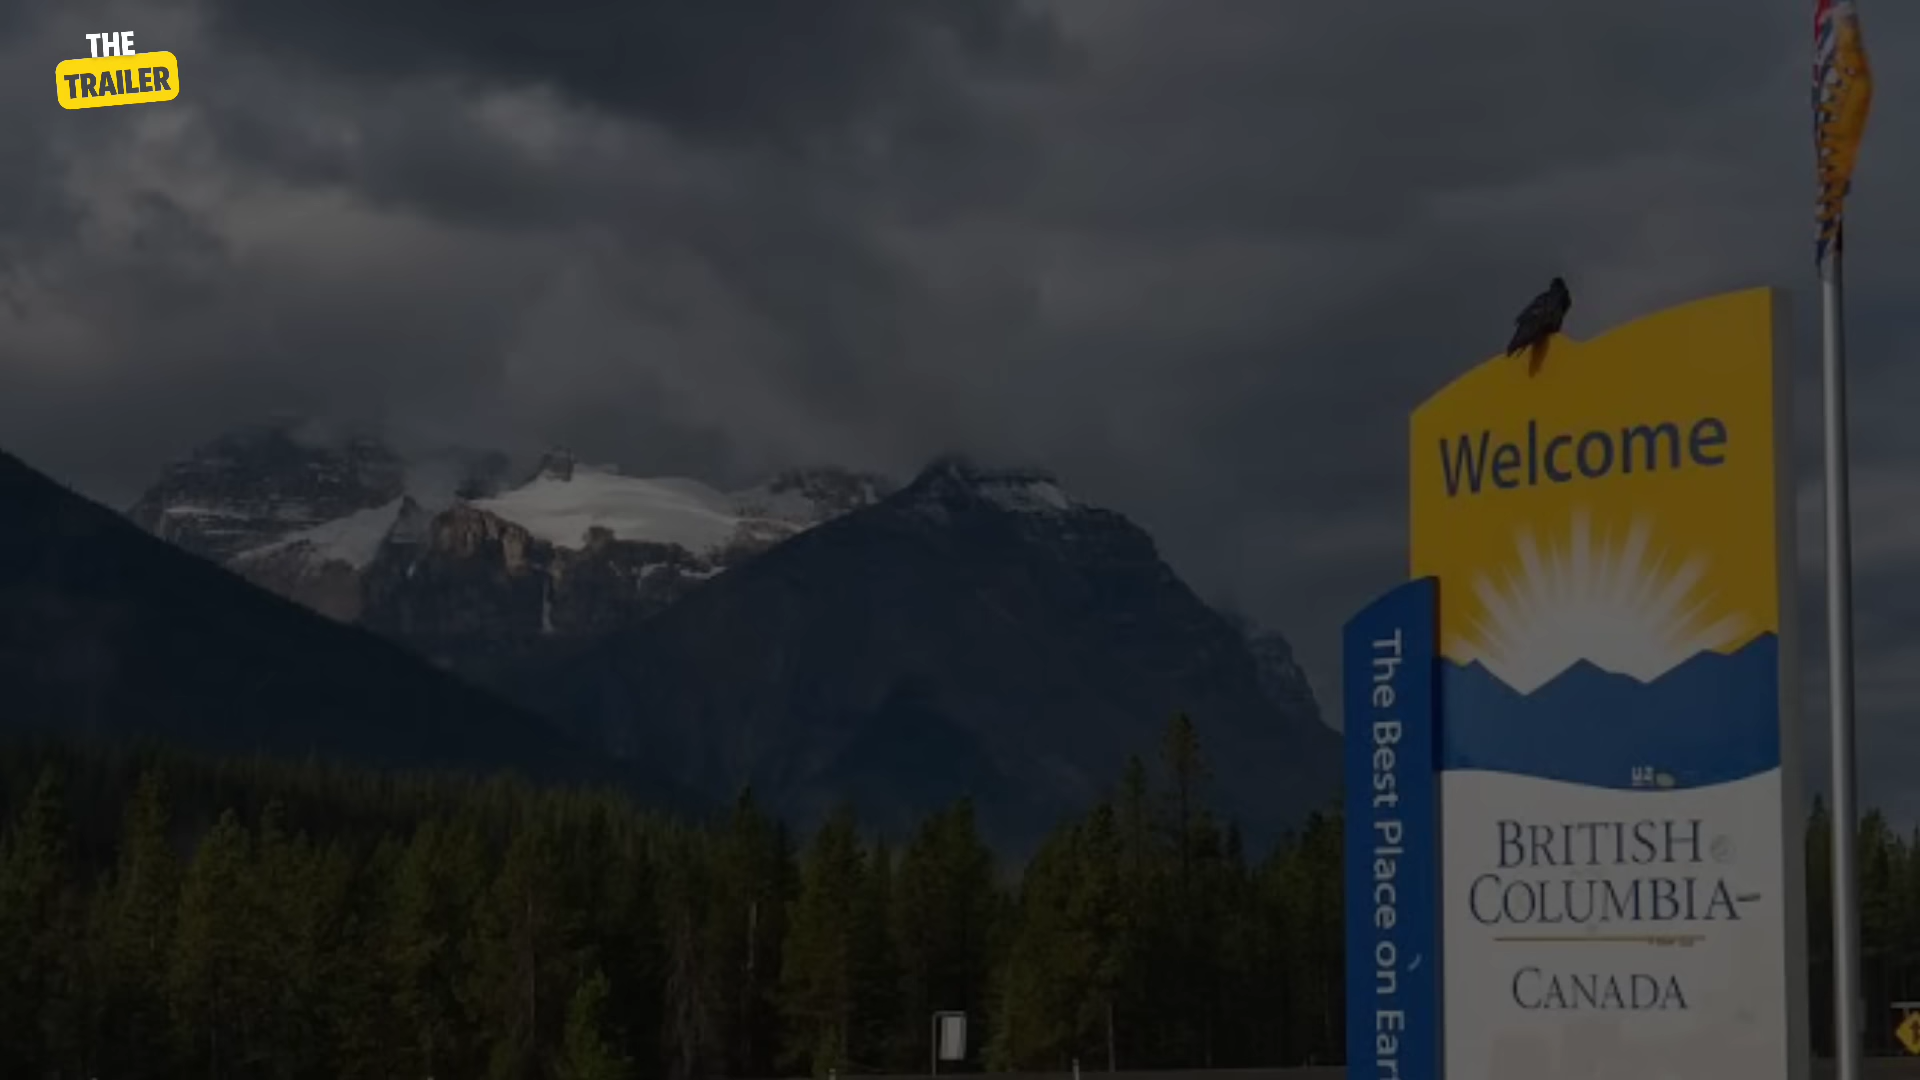 THE
TRAILER
Welcome
The Best Place on Ear
BRITISH
COLUMBIA
CANADA